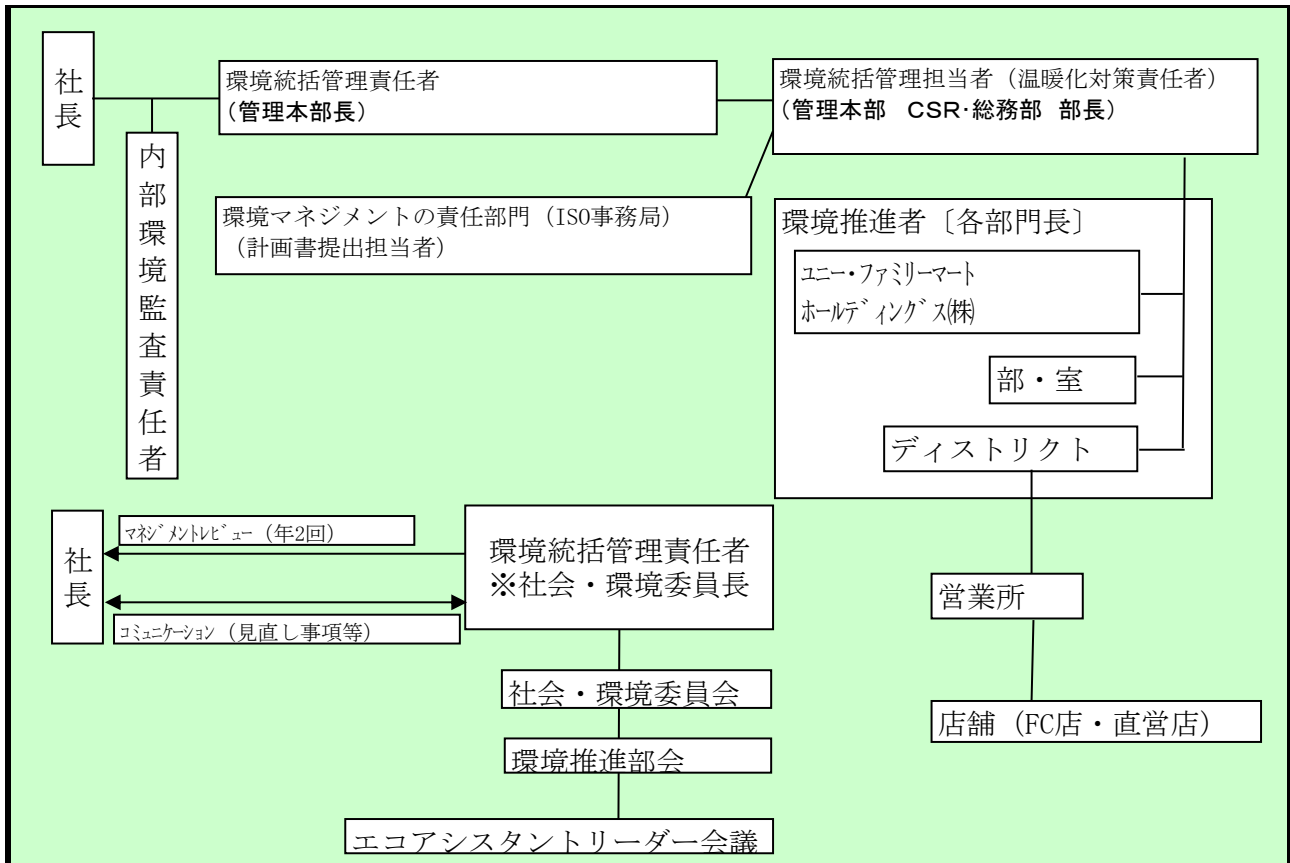 社長
環境統括管理責任者
（管理本部長）
環境統括管理担当者（温暖化対策責任者）
（管理本部　CSR･総務部　部長）
内部環境監査責任者
環境マネジメントの責任部門（ISO事務局）
（計画書提出担当者）
環境推進者〔各部門長〕
ﾕﾆｰ・ﾌｧﾐﾘｰﾏｰﾄ
ﾎｰﾙﾃﾞｨﾝｸﾞｽ㈱
部・室
ディストリクト
営業所
店舗（FC店・直営店）
社長
ﾏﾈｼﾞﾒﾝﾄﾚﾋﾞｭｰ（年2回）
ｺﾐｭﾆｹｰｼｮﾝ（見直し事項等）
環境統括管理責任者
※社会・環境委員長
社会・環境委員会
環境推進部会
エコアシスタントリーダー会議